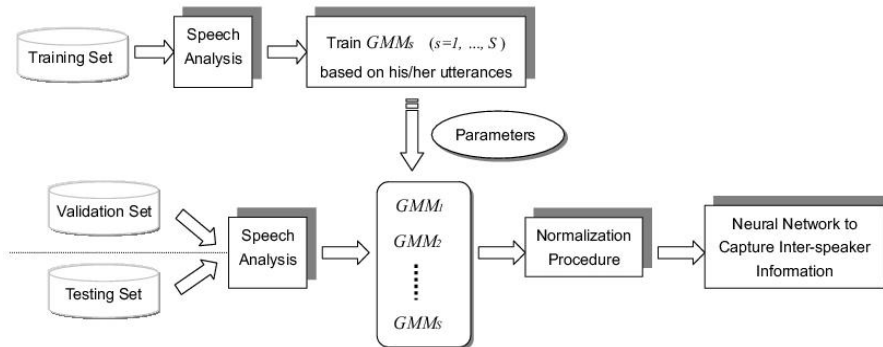 Training Set
Speech
Analysis
Train GMMs (s=1, ..., S)
based on his/her utterances
Parameters
Validation Set
Testing Set
Speech
Analysis
GMM1
GMM2
GMMS
Normalization
Procedure
Neural Network to
Capture Inter-speaker
Information